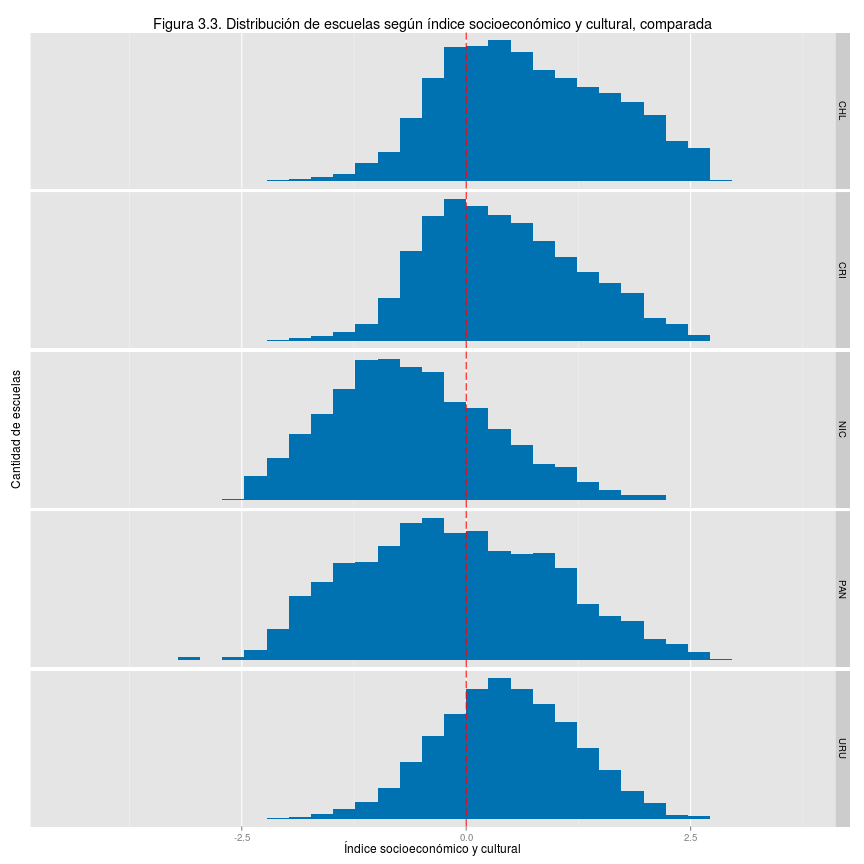 Figura 3.3. Distribución de escuelas según índice socioeconómico y cultural, comparada
CHL
CRI
NIC
PAN
URU
Cantidad de escuelas
-2.5
0.0
2.5
Índice socioeconómico y cultural